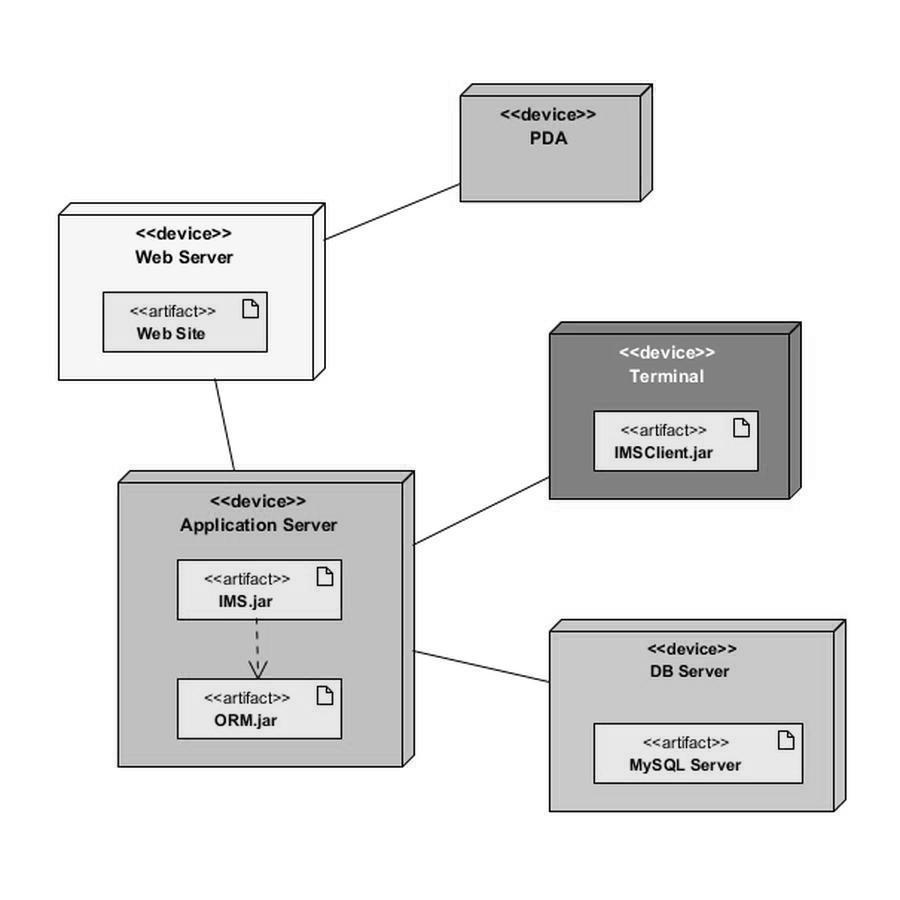 <<device>>
PDA
<<device>>
Web Server
<<artifact>>
Web Site
<<device>>
Terminal
<<artifact>>
IMSClient.jar
<<device>>
Application Server
<<artifact>>
IMS.jar
<<artifact>>
ORM.jar
<<device>>
DB Server
<<artifact>>
MySQL Server